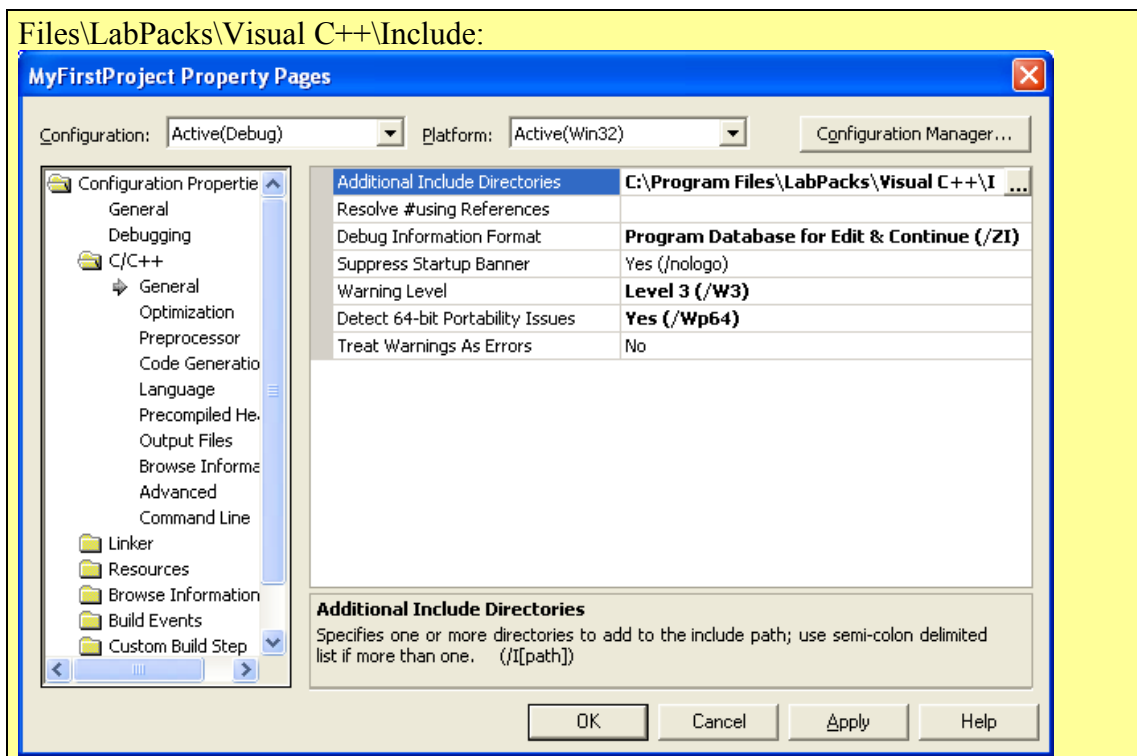 Files\LabPacks\Visual C++\Include:
MyFirstProject Property Pages
Configuration: Active(Debug) Platform: Active(Win32) Configuration Manager...
Configuration Propertie
General
Debugging
C/C++
General
Optimization
Preprocessor
Code Generatio
Language
Precompiled He
Output Files
Browse Informa
Advanced
Command Line
Linker
Resources
Browse Information
Build Events
Custom Build Step
Additional Include Directories C:\Program Files\LabPacks\Visual C++\I ...
Resolve #using References
Debug Information Format Program Database for Edit & Continue (/ZI)
Suppress Startup Banner Yes (/nologo)
Warning Level Level 3 (/W3)
Detect 64-bit Portability Issues Yes (/Wp64)
Treat Warnings As Errors No
Additional Include Directories
Specifies one or more directories to add to the include path; use semi-colon delimited
list if more than one. (/I[path])
OK Cancel Apply Help